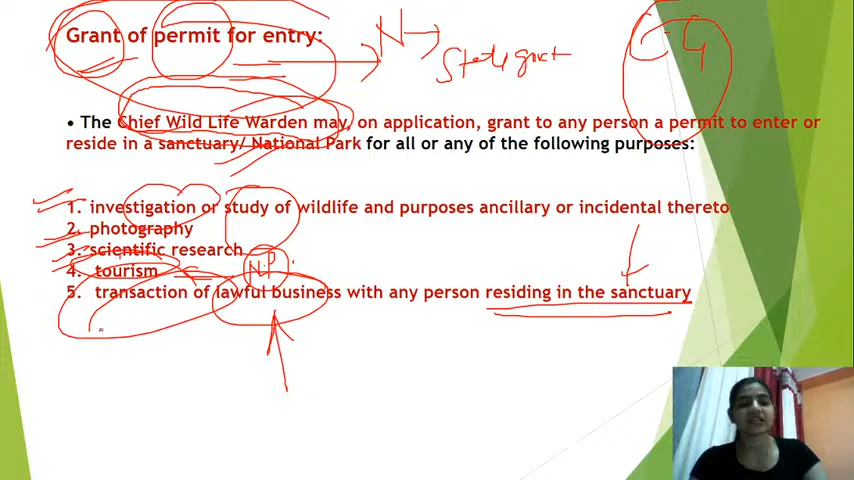 Grant of permit for entry:
N
State govt
CG
• The Chief Wild Life Warden may, on application, grant to any person a permit to enter or
reside in a sanctuary/ National Park for all or any of the following purposes:
1. investigation or study of wildlife and purposes ancillary or incidental thereto
2. photography
3. scientific research
4. tourism
N.P
5. transaction of lawful business with any person residing in the sanctuary